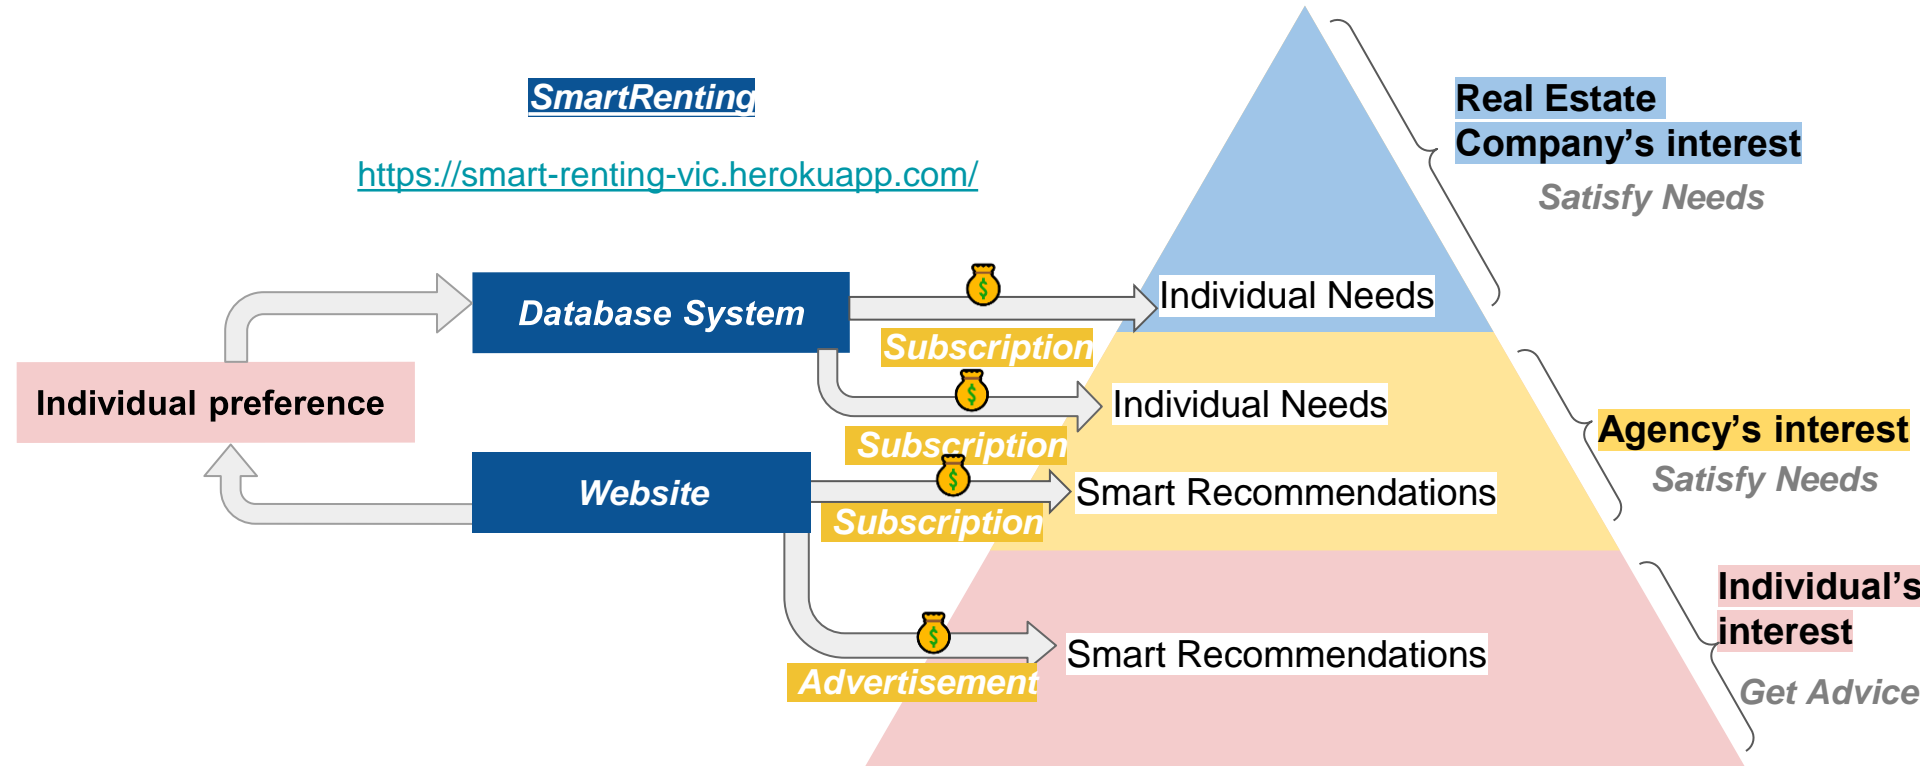 SmartRenting
https://smart-renting-vic.herokuapp.com/
Real Estate
Company’s interest
Satisfy Needs
Database System
$
Individual Needs
Subscription
Individual preference
$
Individual Needs
Subscription
Agency’s interest
Satisfy Needs
Website
$
Smart Recommendations
Subscription
Individual’s
interest
$
Smart Recommendations
Advertisement
Get Advice